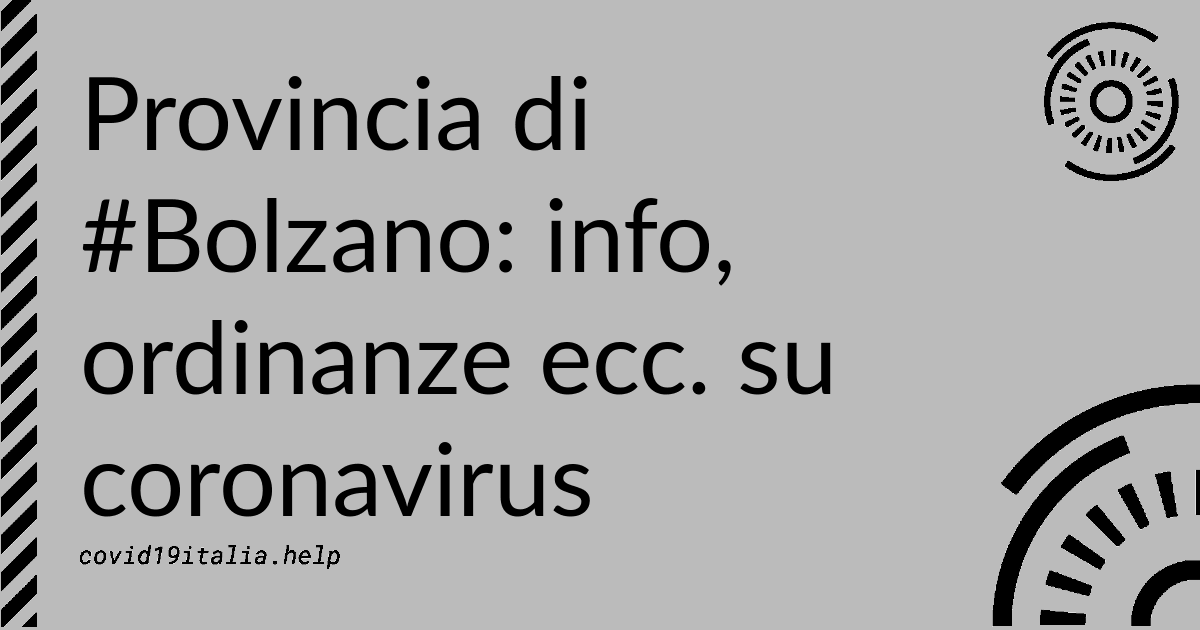 Provincia di
#Bolzano: info,
ordinanze ecc. su
coronavirus
covid19italia.help